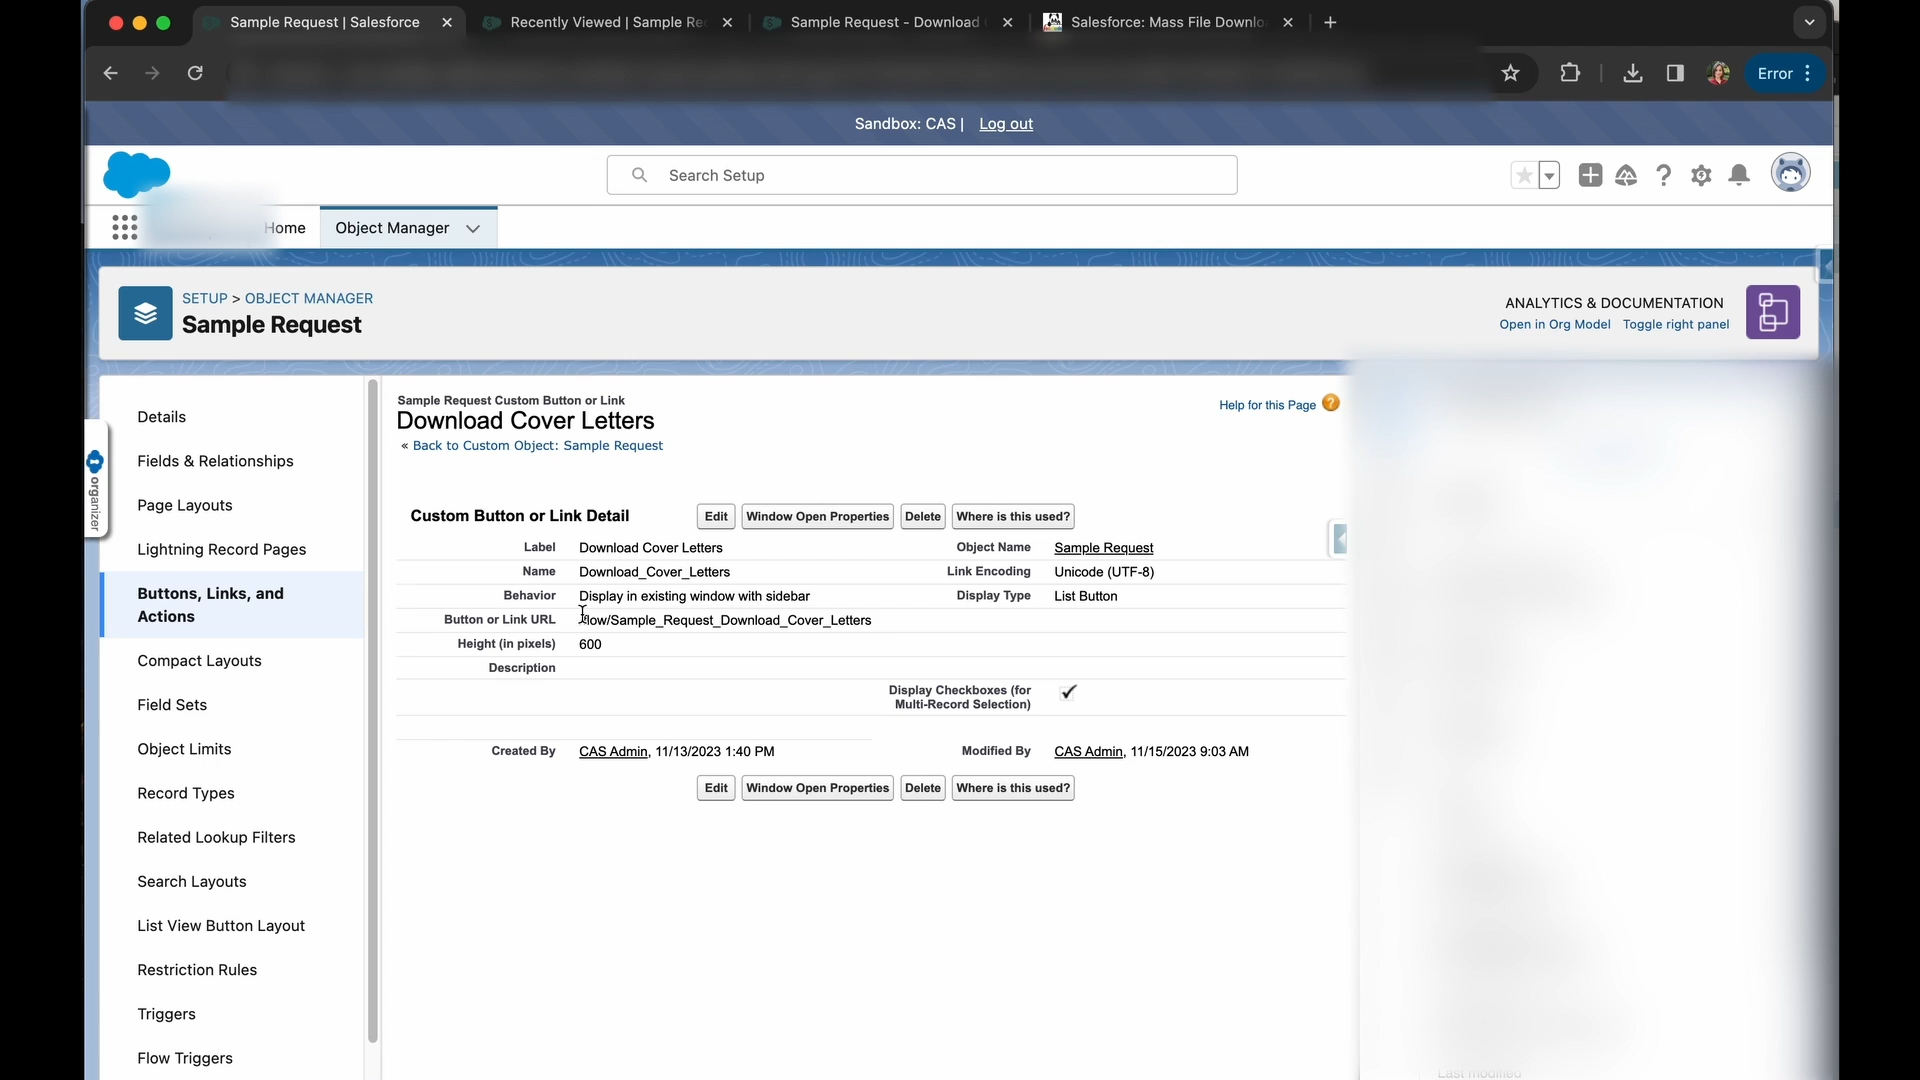 Sample Request | Salesforce
Recently Viewed | Sample Re
Sample Request - Download
Salesforce: Mass File Downlo
Error
Sandbox: CAS | Log out
Search Setup
Home
Object Manager
SETUP > OBJECT MANAGER
Sample Request
ANALYTICS & DOCUMENTATION
Open in Org Model Toggle right panel
organizer
Details
Fields & Relationships
Page Layouts
Lightning Record Pages
Buttons, Links, and
Actions
Compact Layouts
Field Sets
Object Limits
Record Types
Related Lookup Filters
Search Layouts
List View Button Layout
Restriction Rules
Triggers
Flow Triggers
Sample Request Custom Button or Link
Download Cover Letters
« Back to Custom Object: Sample Request
Help for this Page
Custom Button or Link Detail
Edit Window Open Properties Delete Where is this used?
Label Download Cover Letters Object Name Sample Request
Name Download_Cover_Letters Link Encoding Unicode (UTF-8)
Behavior Display in existing window with sidebar Display Type List Button
Button or Link URL /flow/Sample_Request_Download_Cover_Letters
Height (in pixels) 600
Description
Display Checkboxes (for
Multi-Record Selection)
Created By CAS Admin, 11/13/2023 1:40 PM Modified By CAS Admin, 11/15/2023 9:03 AM
Edit Window Open Properties Delete Where is this used?
Last modified